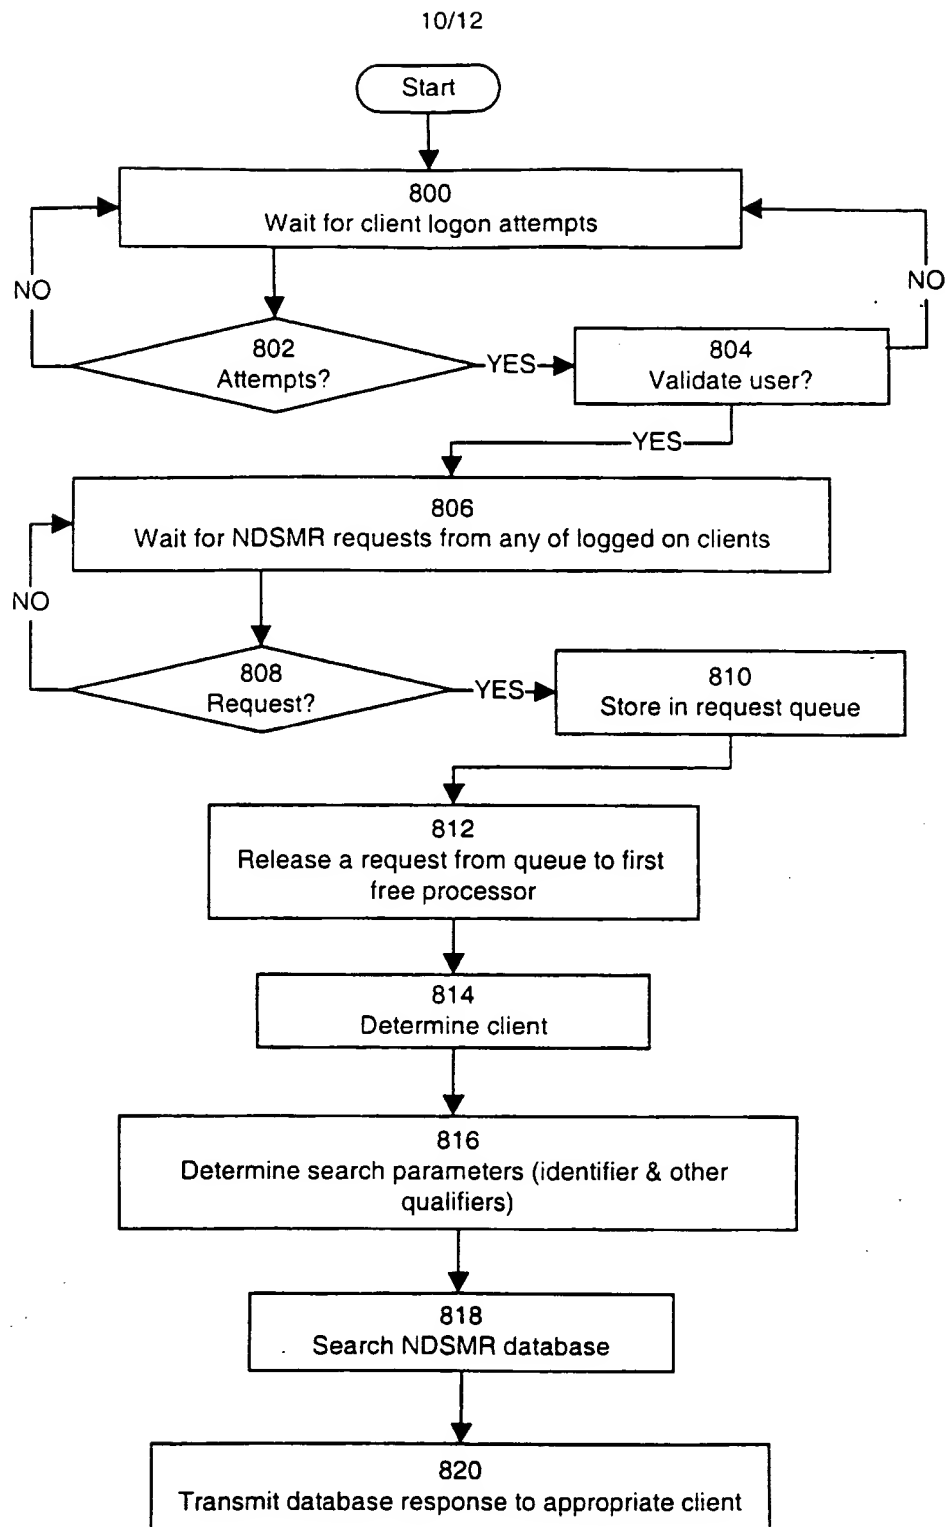 10/12
Start
800
Wait for client logon attempts
NO
NO
802
Attempts?
YES
804
Validate user?
YES
806
Wait for NDSMR requests from any of logged on clients
NO
808
Request?
YES
810
Store in request queue
812
Release a request from queue to first
free processor
814
Determine client
816
Determine search parameters (identifier & other
qualifiers)
818
Search NDSMR database
820
Transmit database response to appropriate client